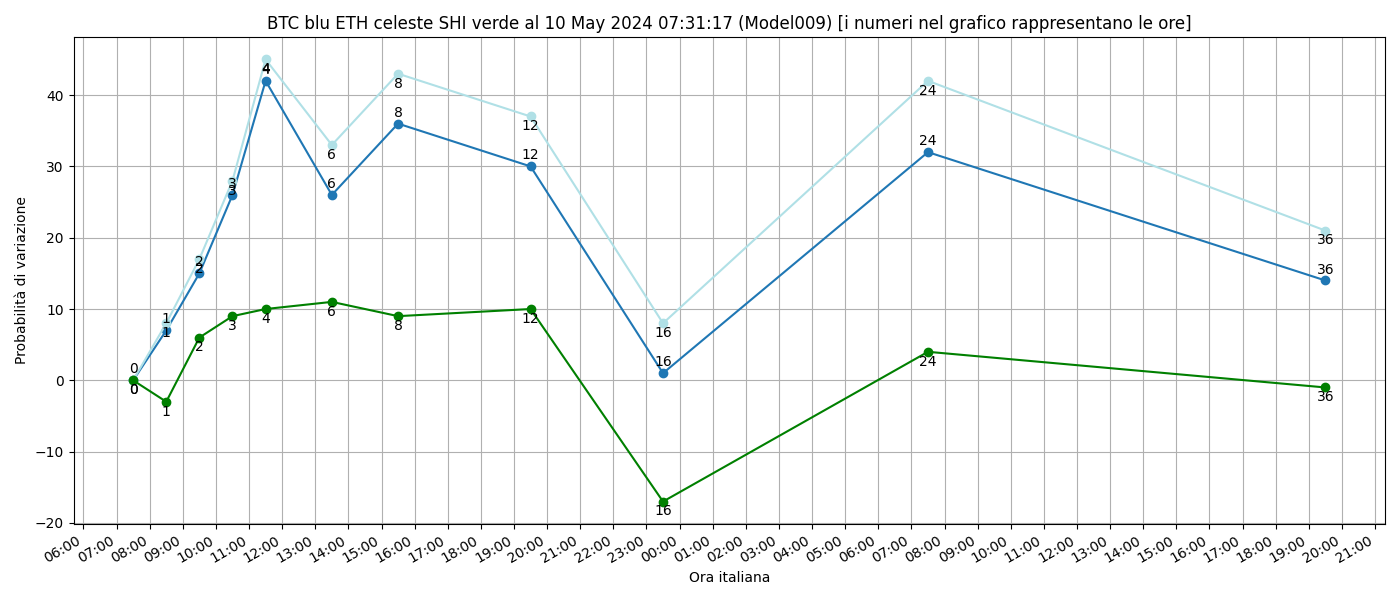 BTC blu ETH celeste SHI verde al 10 May 2024 07:31:17 (Model009) [i numeri nel grafico rappresentano le ore]
Probabilità di variazione
40
30
20
10
0
−10
−20
0 1 2 3 4 6 8 12 16 24 36
0 1 2 3 4 6 8 12 16 24 36
0 1 2 3 4 6 8 12 16 24 36
06:00 07:00 08:00 09:00 10:00 11:00 12:00 13:00 14:00 15:00 16:00 17:00 18:00 19:00 20:00 21:00 22:00 23:00 00:00 01:00 02:00 03:00 04:00 05:00 06:00 07:00 08:00 09:00 10:00 11:00 12:00 13:00 14:00 15:00 16:00 17:00 18:00 19:00 20:00 21:00
Ora italiana